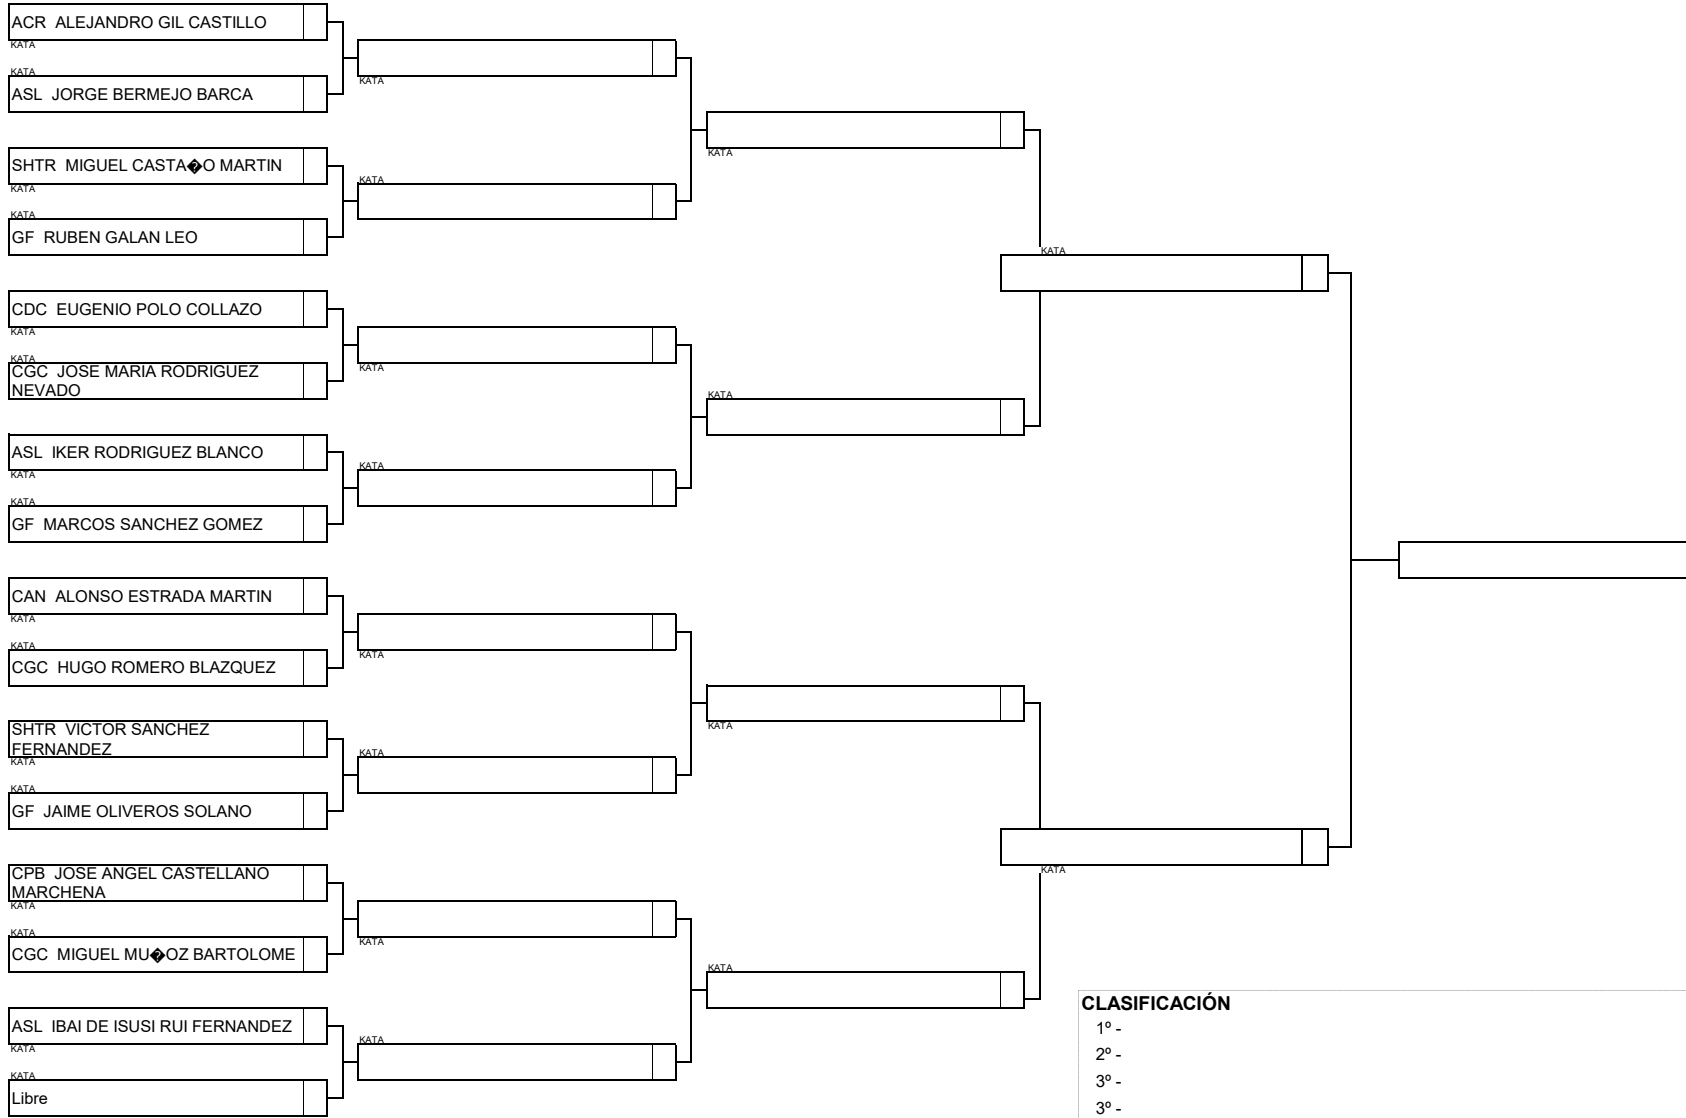 ACR ALEJANDRO GIL CASTILLO
KATA
KATA
ASL JORGE BERMEJO BARCA
KATA
SHTR MIGUEL CASTA�O MARTIN
KATA
KATA
GF RUBEN GALAN LEO
KATA
KATA
KATA
KATA
CDC EUGENIO POLO COLLAZO
KATA
KATA
CGC JOSE MARIA RODRIGUEZ
NEVADO
KATA
KATA
ASL IKER RODRIGUEZ BLANCO
KATA
KATA
GF MARCOS SANCHEZ GOMEZ
KATA
CAN ALONSO ESTRADA MARTIN
KATA
KATA
CGC HUGO ROMERO BLAZQUEZ
KATA
SHTR VICTOR SANCHEZ
FERNANDEZ
KATA
KATA
GF JAIME OLIVEROS SOLANO
KATA
KATA
KATA
CPB JOSE ANGEL CASTELLANO
MARCHENA
KATA
KATA
CGC MIGUEL MU�OZ BARTOLOME
KATA
KATA
ASL IBAI DE ISUSI RUI FERNANDEZ
KATA
KATA
Libre
KATA
CLASIFICACIÓN
1º -
2º -
3º -
3º -